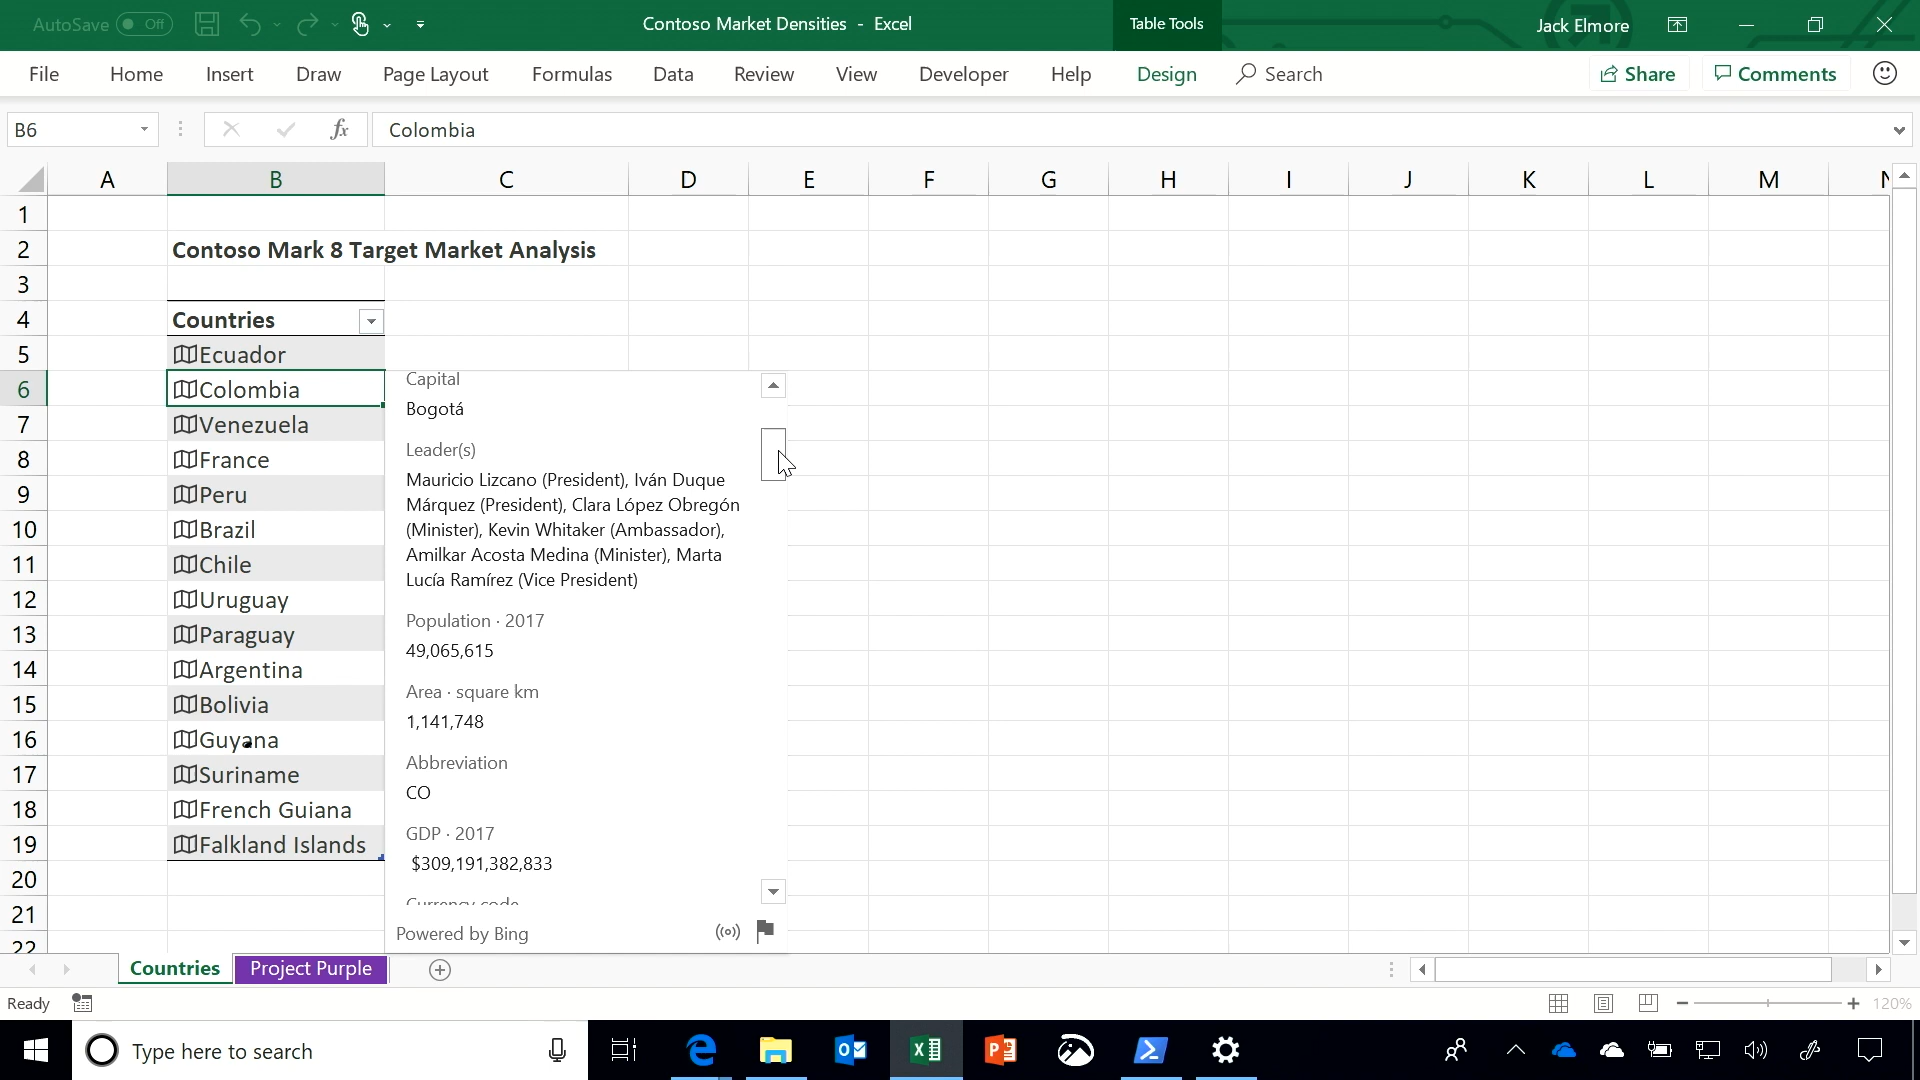 AutoSave Off
Contoso Market Densities - Excel
Table Tools
Jack Elmore
File Home Insert Draw Page Layout Formulas Data Review View Developer Help Design Search Share Comments
B6 fx Colombia
A B C D E F G H I J K L M
1
2 Contoso Mark 8 Target Market Analysis
3
4 Countries
5 Ecuador
6 Colombia
7 Venezuela
8 France
9 Peru
10 Brazil
11 Chile
12 Uruguay
13 Paraguay
14 Argentina
15 Bolivia
16 Guyana
17 Suriname
18 French Guiana
19 Falkland Islands
20
21
22
Capital
Bogotá
Leader(s)
Mauricio Lizcano (President), Iván Duque
Márquez (President), Clara López Obregón
(Minister), Kevin Whitaker (Ambassador),
Amilkar Acosta Medina (Minister), Marta
Lucía Ramírez (Vice President)
Population · 2017
49,065,615
Area · square km
1,141,748
Abbreviation
CO
GDP · 2017
$309,191,382,833
Currency code
Powered by Bing
Countries Project Purple
Ready
120%
Type here to search